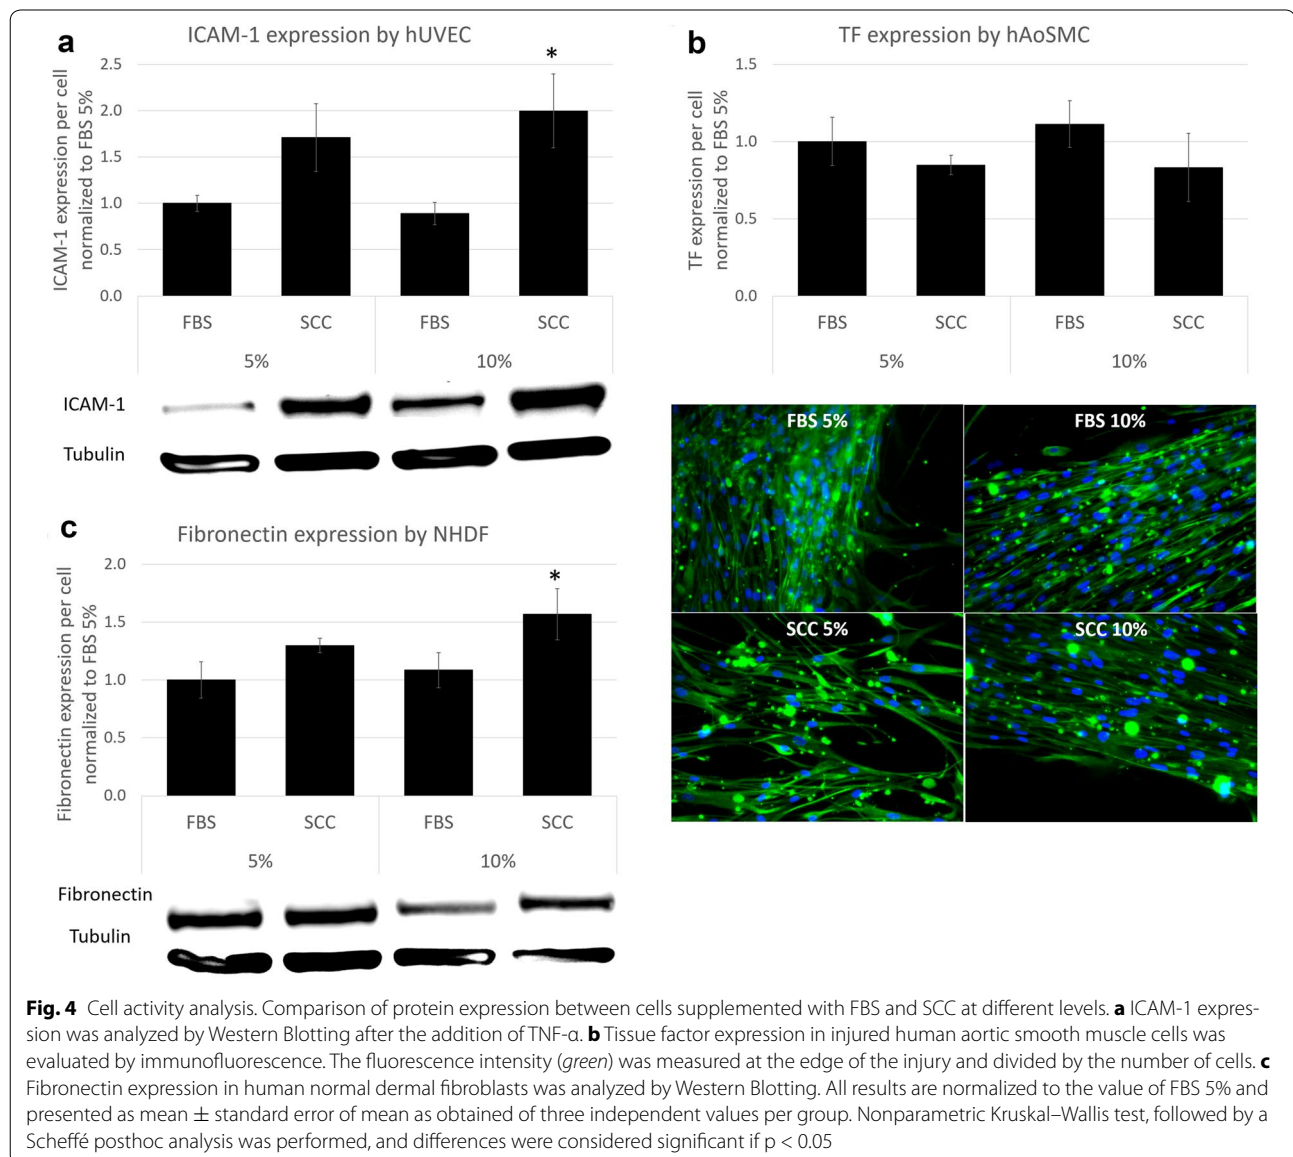 a
ICAM-1 expression by hUVEC
ICAM-1 expression per cell
normalized to FBS 5%
2.5
2.0
1.5
1.0
0.5
0.0
*
FBS
SCC
FBS
SCC
5%
10%
ICAM-1
Tubulin
b
TF expression by hAoSMC
TF expression per cell
normalized to FBS 5%
1.5
1.0
0.5
0.0
FBS
SCC
FBS
SCC
5%
10%
FBS 5%
FBS 10%
SCC 5%
SCC 10%
c
Fibronectin expression by NHDF
Fibronectin expression per cell
normalized to FBS 5%
2.0
1.5
1.0
0.5
0.0
*
FBS
SCC
FBS
SCC
5%
10%
Fibronectin
Tubulin
Fig. 4 Cell activity analysis. Comparison of protein expression between cells supplemented with FBS and SCC at different levels. a ICAM-1 expres-
sion was analyzed by Western Blotting after the addition of TNF-α. b Tissue factor expression in injured human aortic smooth muscle cells was
evaluated by immunofluorescence. The fluorescence intensity (green) was measured at the edge of the injury and divided by the number of cells. c
Fibronectin expression in human normal dermal fibroblasts was analyzed by Western Blotting. All results are normalized to the value of FBS 5% and
presented as mean ± standard error of mean as obtained of three independent values per group. Nonparametric Kruskal–Wallis test, followed by a
Scheffé posthoc analysis was performed, and differences were considered significant if p < 0.05